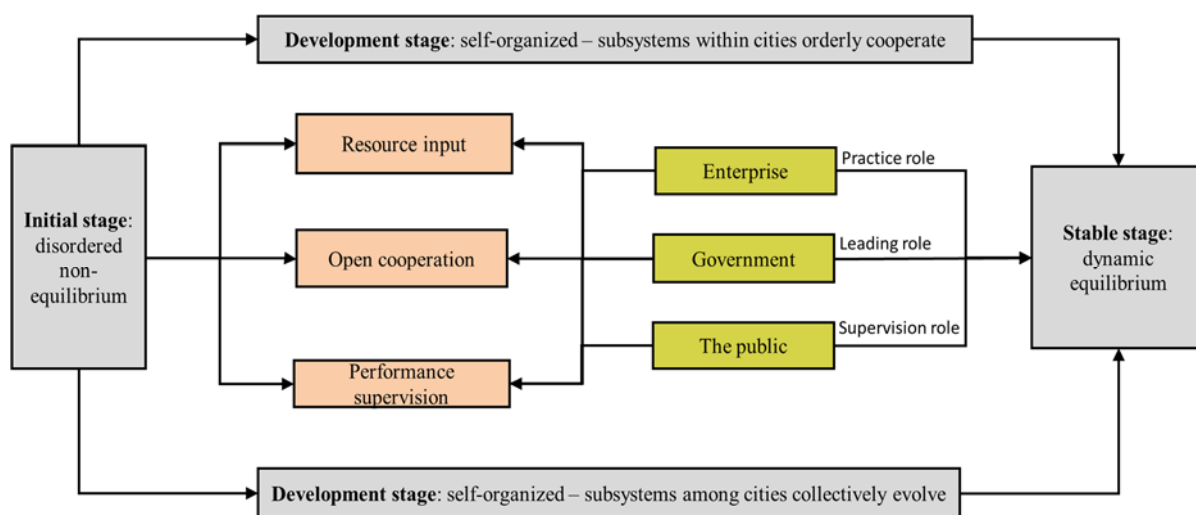 Development stage: self-organized – subsystems within cities orderly cooperate
Resource input
Enterprise
Practice role
Initial stage:
disordered
non-
equilibrium
Open cooperation
Government
Leading role
Stable stage:
dynamic
equilibrium
Performance
supervision
The public
Supervision role
Development stage: self-organized – subsystems among cities collectively evolve